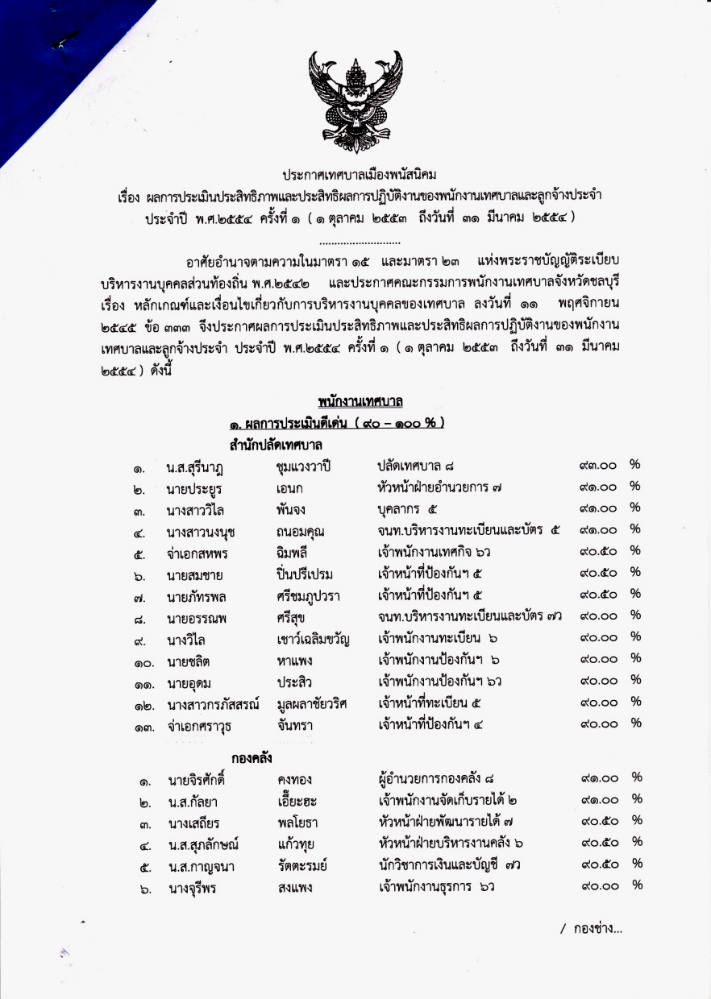 ประกาศเทศบาลเมืองพนัสนิคม
เรื่อง ผลการประเมินประสิทธิภาพและประสิทธิผลการปฏิบัติงานของพนักงานเทศบาลและลูกจ้างประจำ
ประจำปี พ.ศ.๒๕๕๔ ครั้งที่ ๑ ( ๑ ตุลาคม ๒๕๕๓ ถึงวันที่ ๓๑ มีนาคม ๒๕๕๔ )
...........................
อาศัยอำนาจตามความในมาตรา ๑๕ และมาตรา ๒๓ แห่งพระราชบัญญัติระเบียบ
บริหารงานบุคคลส่วนท้องถิ่น พ.ศ.๒๕๔๒ และประกาศคณะกรรมการพนักงานเทศบาลจังหวัดชลบุรี
เรื่อง หลักเกณฑ์และเงื่อนไขเกี่ยวกับการบริหารงานบุคคลของเทศบาล ลงวันที่ ๑๑ พฤศจิกายน
๒๕๔๕ ข้อ ๓๓๓ จึงประกาศผลการประเมินประสิทธิภาพและประสิทธิผลการปฏิบัติงานของพนักงาน
เทศบาลและลูกจ้างประจำ ประจำปี พ.ศ.๒๕๕๔ ครั้งที่ ๑ ( ๑ ตุลาคม ๒๕๕๓ ถึงวันที่ ๓๑ มีนาคม
๒๕๕๔ ) ดังนี้
พนักงานเทศบาล
๑. ผลการประเมินดีเด่น ( ๙๐ – ๑๐๐ % )
สำนักปลัดเทศบาล
๑. น.ส.สุรีนาฎ ชุมแวงวาปี ปลัดเทศบาล ๘ ๙๓.๐๐ %
๒. นายประยูร เอนก หัวหน้าฝ่ายอำนวยการ ๗ ๙๑.๐๐ %
๓. นางสาววิไล พันจง บุคลากร ๕ ๙๑.๐๐ %
๔. นางสาวนงนุช ถนอมคุณ จนท.บริหารงานทะเบียนและบัตร ๕ ๙๑.๐๐ %
๕. จ่าเอกสหพร ฉิมพลี เจ้าพนักงานเทศกิจ ๖ว ๙๐.๕๐ %
๖. นายสมชาย ปิ่นปรีเปรม เจ้าหน้าที่ป้องกันฯ ๕ ๙๐.๕๐ %
๗. นายภัทรพล ศรีชมภูปวรา เจ้าหน้าที่ป้องกันฯ ๕ ๙๐.๕๐ %
๘. นายอรรณพ ศรีสุข จนท.บริหารงานทะเบียนและบัตร ๗ว ๙๐.๐๐ %
๙. นางวิไล เชาว์เฉลิมขวัญ เจ้าพนักงานทะเบียน ๖ ๙๐.๐๐ %
๑๐. นายชลิต หาแพง เจ้าพนักงานป้องกันฯ ๖ ๙๐.๐๐ %
๑๑. นายอุดม ประสิว เจ้าพนักงานป้องกันฯ ๖ว ๙๐.๐๐ %
๑๒. นางสาวกรภัสสรณ์ มูลผลาชัยวริศ เจ้าหน้าที่ทะเบียน ๕ ๙๐.๐๐ %
๑๓. จ่าเอกศราวุธ จันทรา เจ้าหน้าที่ป้องกันฯ ๔ ๙๐.๐๐ %
กองคลัง
๑. นายจิรศักดิ์ คงทอง ผู้อำนวยการกองคลัง ๘ ๙๑.๐๐ %
๒. น.ส.กัลยา เอี๊ยะฮะ เจ้าพนักงานจัดเก็บรายได้ ๒ ๙๑.๐๐ %
๓. นางเสถียร พลโยธา หัวหน้าฝ่ายพัฒนารายได้ ๗ ๙๐.๕๐ %
๔. น.ส.สุภลักษณ์ แก้วทุย หัวหน้าฝ่ายบริหารงานคลัง ๖ ๙๐.๕๐ %
๕. น.ส.กาญจนา รัตตะรมย์ นักวิชาการเงินและบัญชี ๗ว ๙๐.๕๐ %
๖. นางจุรีพร สงแพง เจ้าพนักงานธุรการ ๖ว ๙๐.๐๐ %
/ กองช่าง...